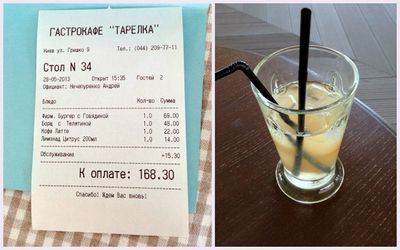 ГАСТРОКАФЕ "ТАРЕЛКА"
Киев ул. Гришко 9 Тел.: (044) 209-77-11
Стол N 34
28-05-2013 Открыт 15:35 Гостей 2
Официант: Нечипуренко Андрей
Блюдо Кол-во Сумма
Фирм. Бургер с Говядиной 1.0 69.00
Борщ с Телятиной 1.0 48.00
Кофе Латте 1.0 22.00
Лимонад Цитрус 200мл 1.0 14.00
Обслуживание +15.30
К оплате: 168.30
Спасибо! Ждем Вас вновь!